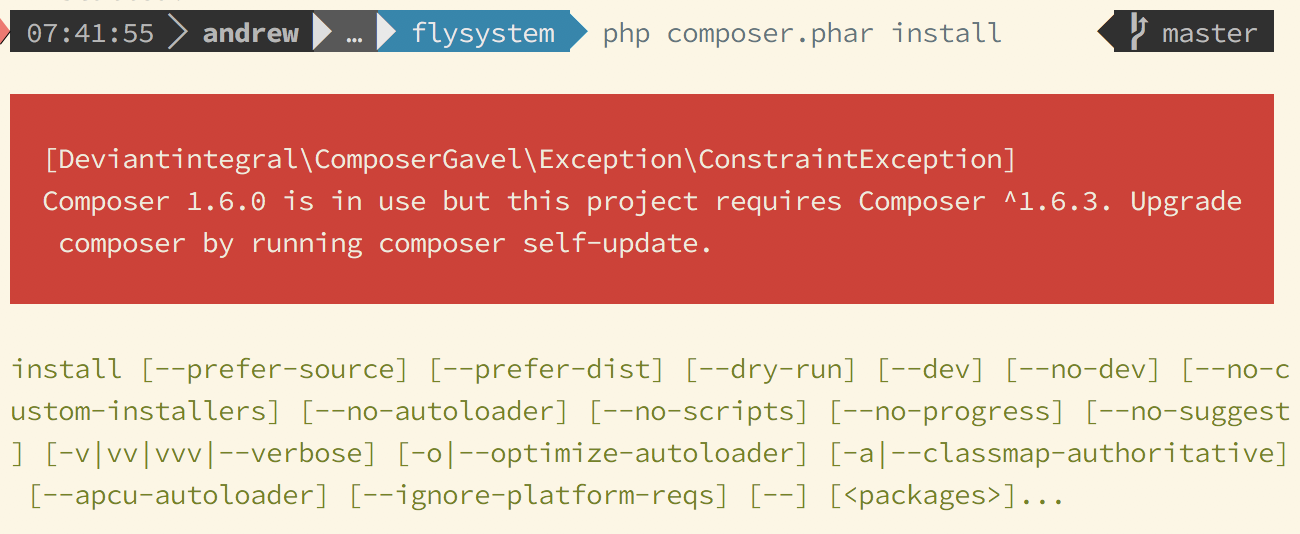 07:41:55 andrew … flysystem php composer.phar install master
[Deviantintegral\ComposerGavel\Exception\ConstraintException]
Composer 1.6.0 is in use but this project requires Composer ^1.6.3. Upgrade
composer by running composer self-update.
install [--prefer-source] [--prefer-dist] [--dry-run] [--dev] [--no-dev] [--no-c
ustom-installers] [--no-autoloader] [--no-scripts] [--no-progress] [--no-suggest
] [-v|vv|vvv|--verbose] [-o|--optimize-autoloader] [-a|--classmap-authoritative]
[--apcu-autoloader] [--ignore-platform-reqs] [--] [<packages>]...